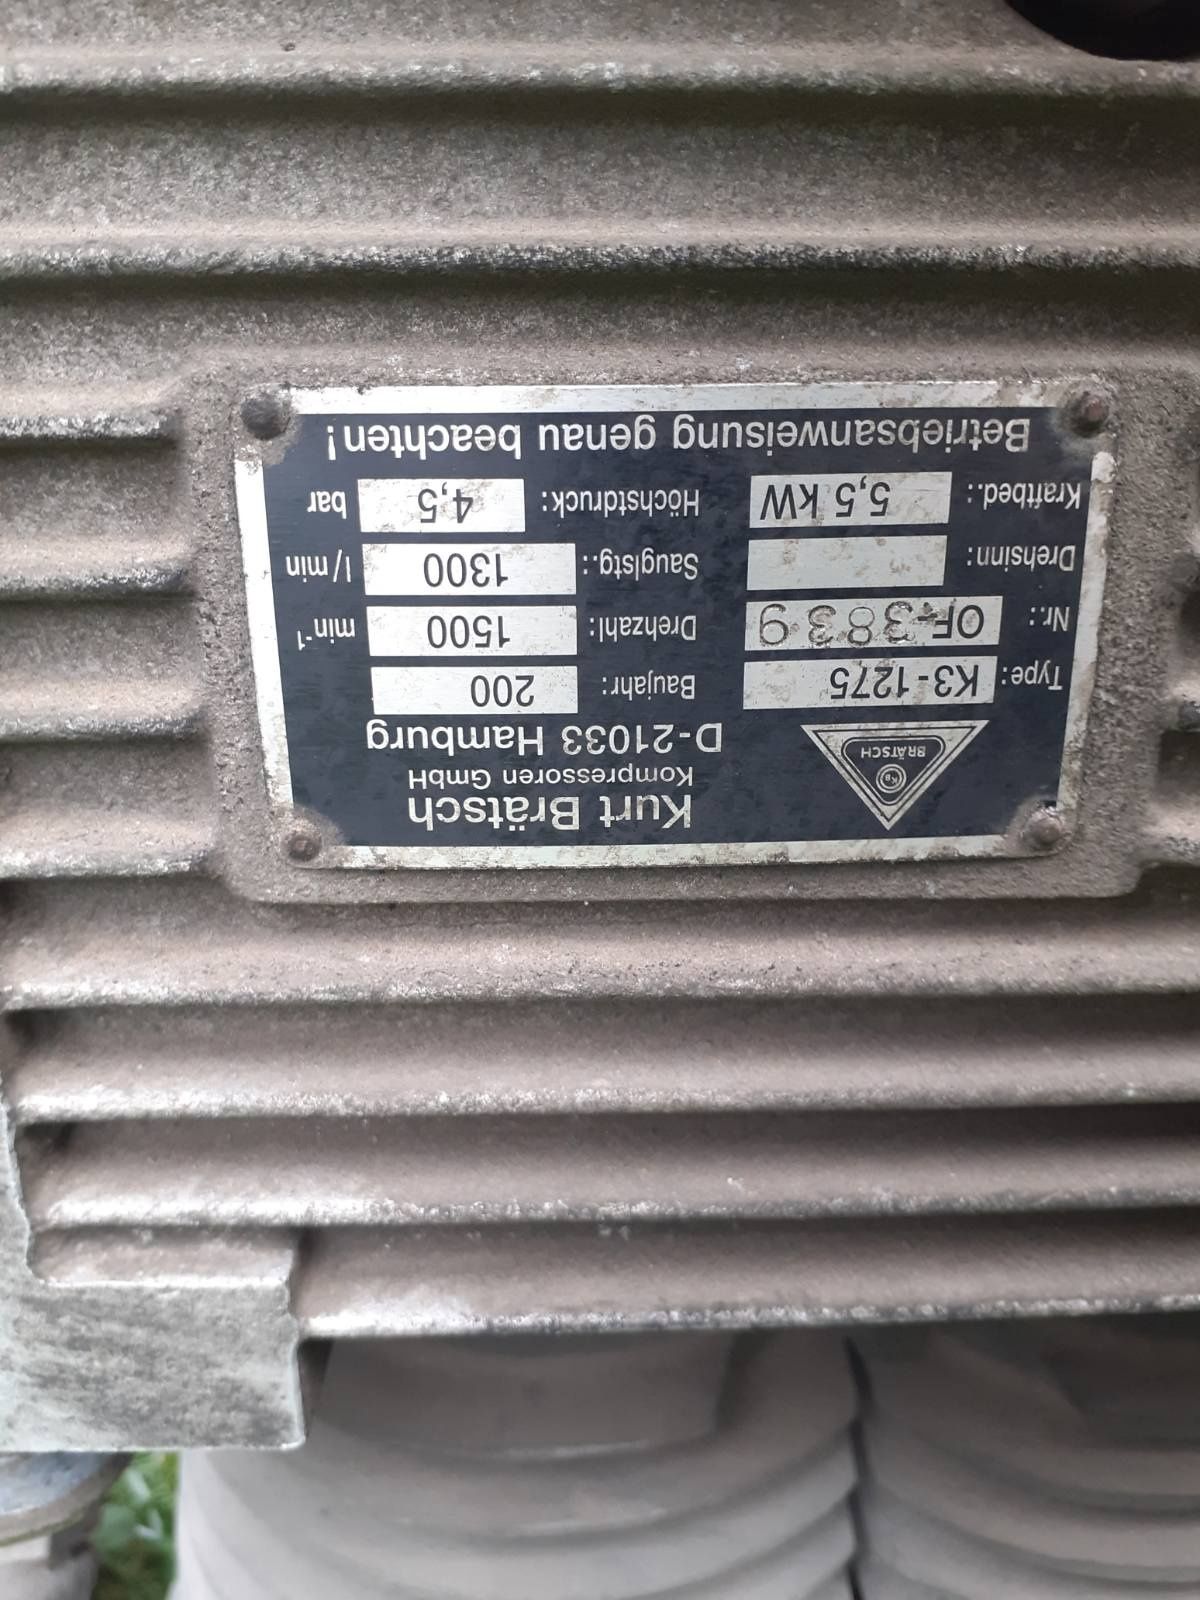 KB
BRÄTSCH
Kurt Brätsch
Kompressoren GmbH
D-21033 Hamburg
Type: K3-1275 Baujahr: 200
Nr.: OF-3839 Drehzahl: 1500 min⁻¹
Drehsinn: Sauglstg.: 1300 l/min
Kraftbed.: 5,5 kW Höchstdruck: 4,5 bar
Betriebsanweisung genau beachten!